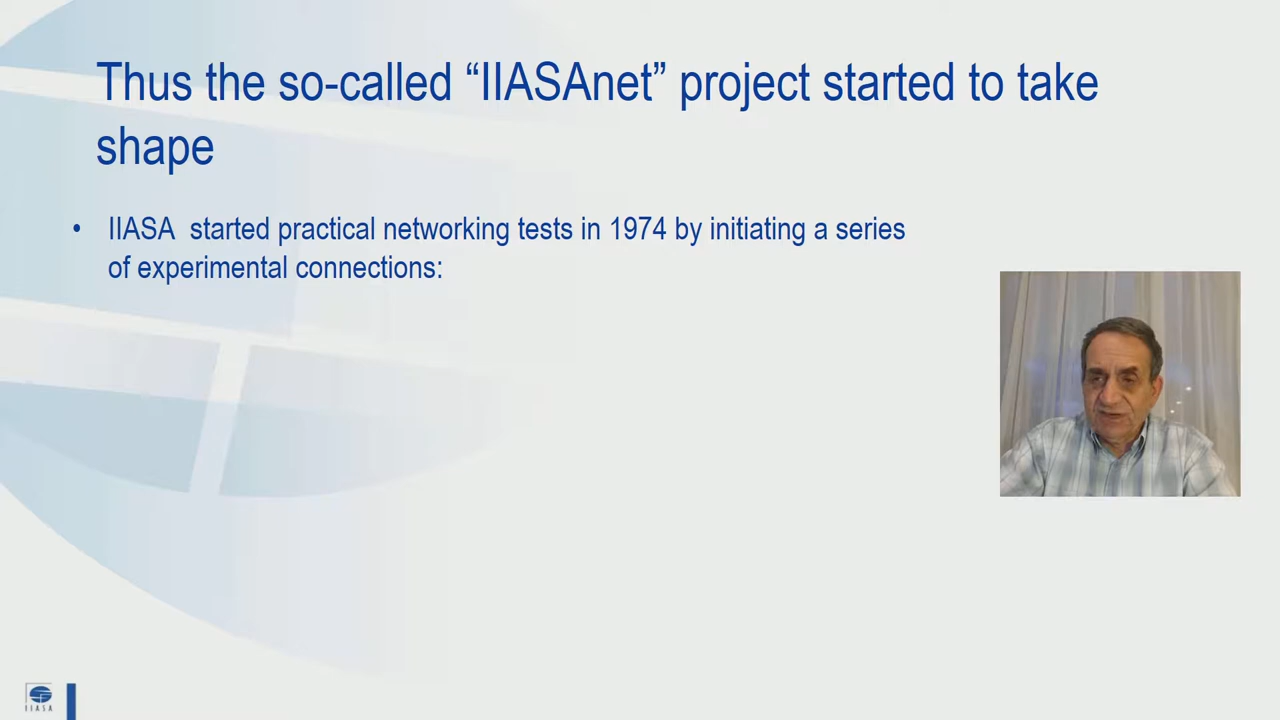 Thus the so-called “IIASAnet” project started to take
shape
• IIASA started practical networking tests in 1974 by initiating a series
of experimental connections:
IIASA